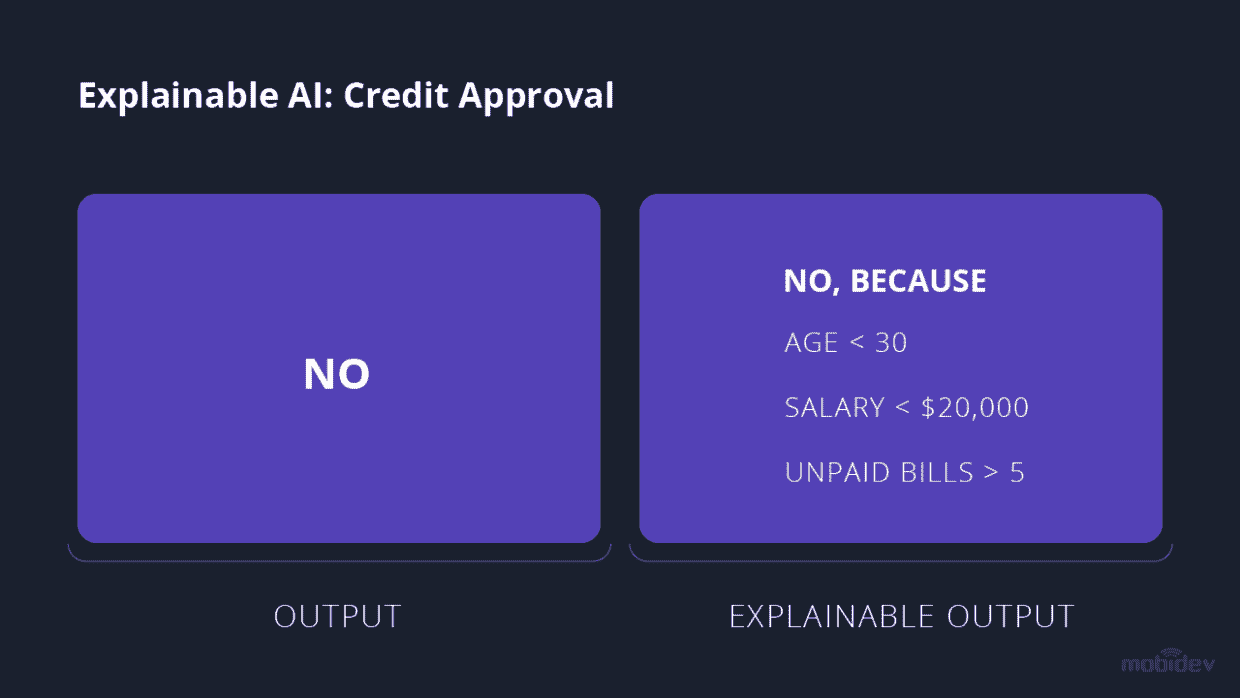 Explainable AI: Credit Approval
NO
NO, BECAUSE
AGE < 30
SALARY < $20,000
UNPAID BILLS > 5
OUTPUT
EXPLAINABLE OUTPUT
mobidev